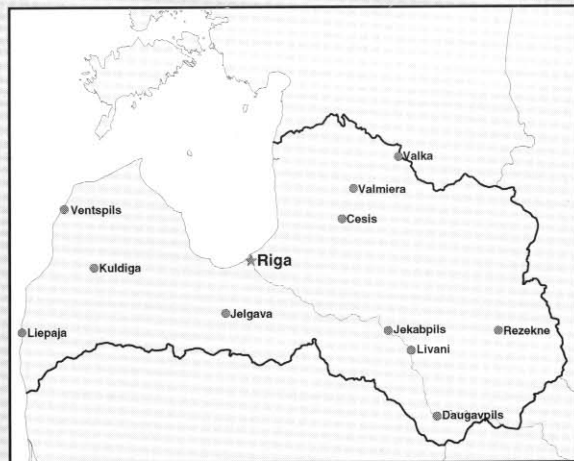 Valka
Valmiera
Ventspils
Cesis
Riga
Kuldiga
Jelgava
Liepaja
Jekabpils
Rezekne
Livani
Daugavpils